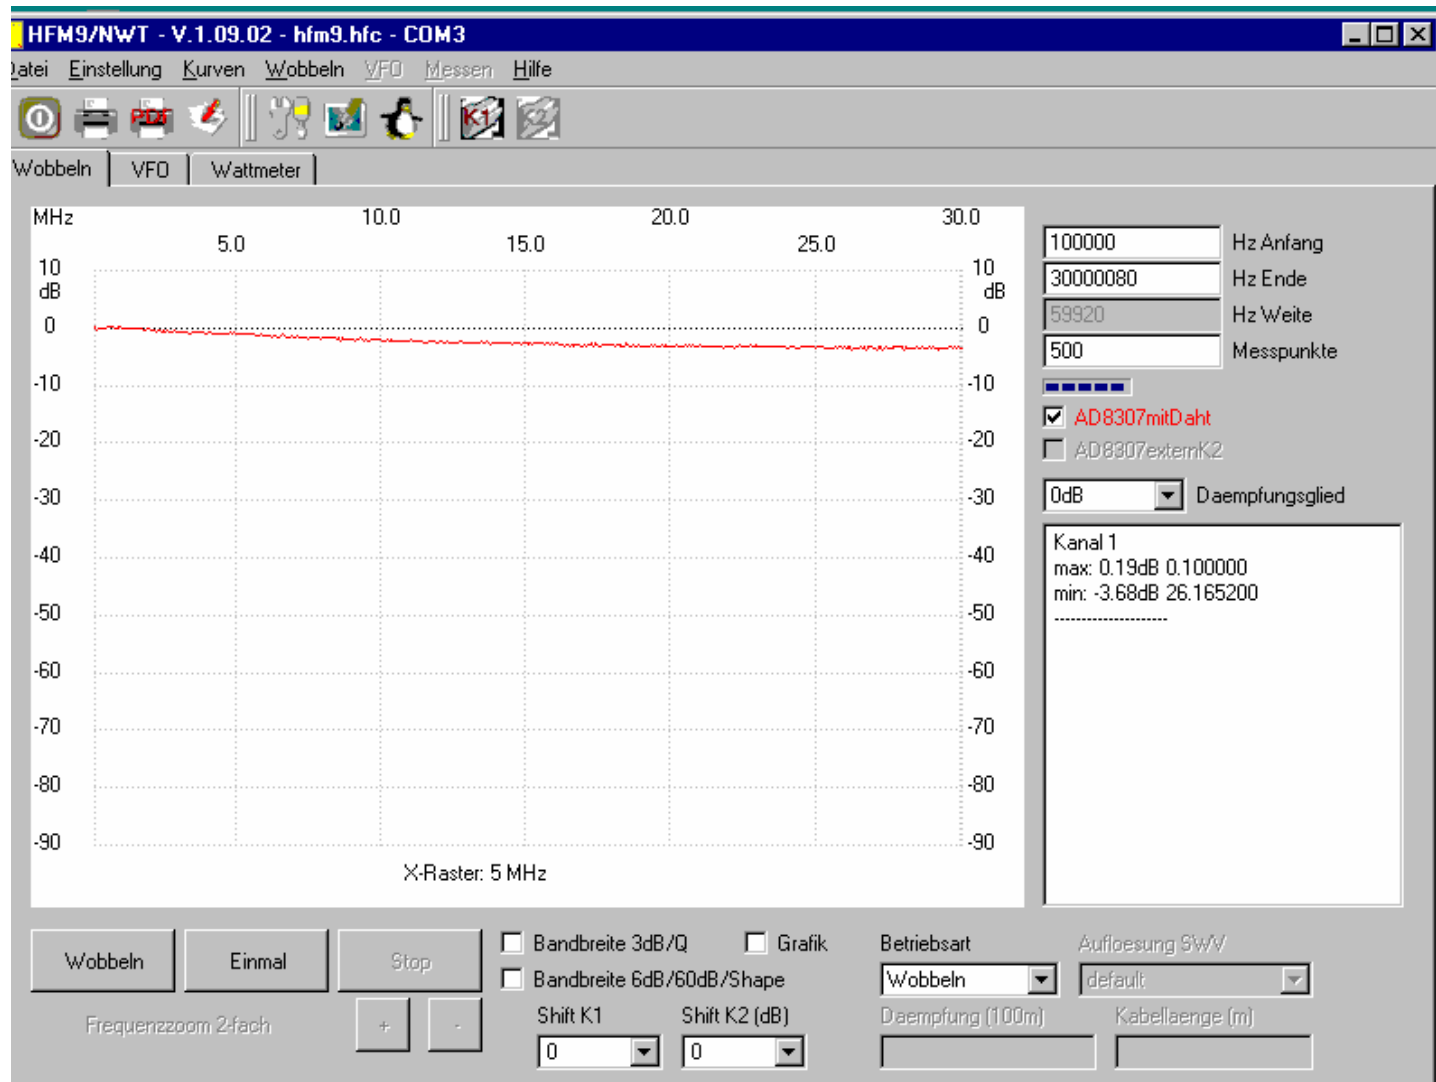 HFM9/NWT - V.1.09.02 - hfm9.hfc - COM3
Datei Einstellung Kurven Wobbeln VFO Messen Hilfe
PDF K1 K2
Wobbeln VFO Wattmeter
MHz 10.0 20.0 30.0
5.0 15.0 25.0
10 10
dB dB
0 0
-10 -10
-20 -20
-30 -30
-40 -40
-50 -50
-60 -60
-70 -70
-80 -80
-90 -90
X-Raster: 5 MHz
100000 Hz Anfang
30000080 Hz Ende
59920 Hz Weite
500 Messpunkte
AD8307mitDaht
AD8307externK2
0dB Daempfungsglied
Kanal 1
max: 0.19dB 0.100000
min: -3.68dB 26.165200
---------------------
Wobbeln Einmal Stop
Frequenzzoom 2-fach + -
Bandbreite 3dB/Q Grafik
Bandbreite 6dB/60dB/Shape
Shift K1 Shift K2 (dB)
0 0
Betriebsart Aufloesung SWV
Wobbeln default
Daempfung (100m) Kabellaenge (m)